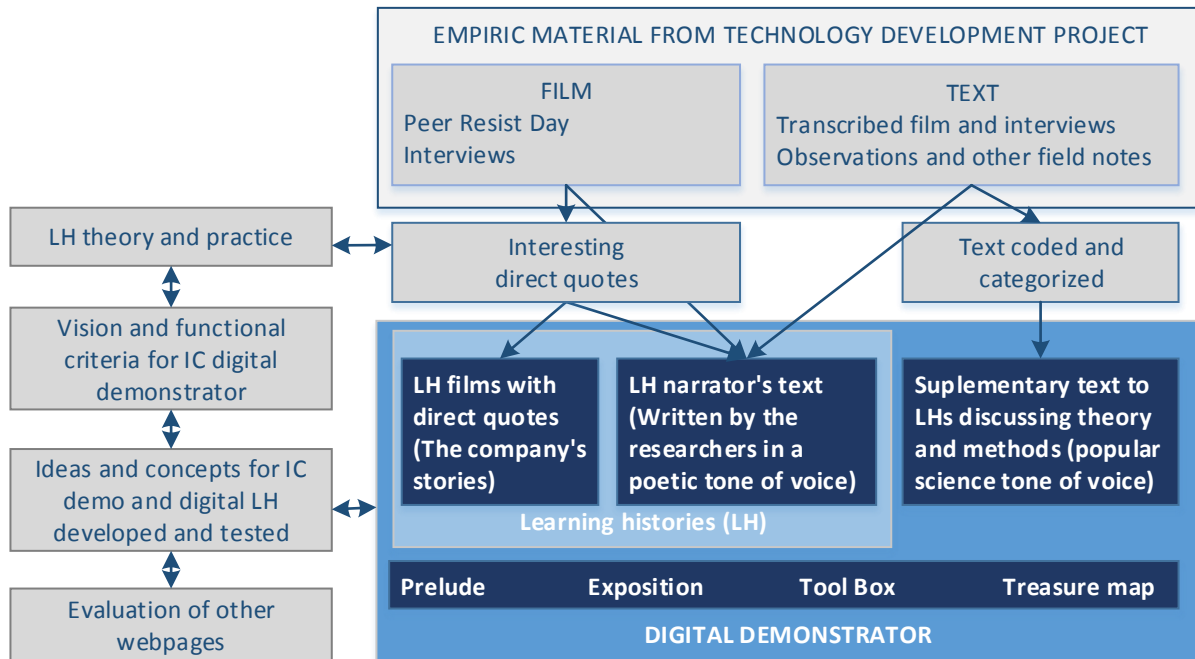 EMPIRIC MATERIAL FROM TECHNOLOGY DEVELOPMENT PROJECT
FILM
Peer Resist Day
Interviews
TEXT
Transcribed film and interviews
Observations and other field notes
LH theory and practice
Interesting
direct quotes
Text coded and
categorized
Vision and functional
criteria for IC digital
demonstrator
LH films with
direct quotes
(The company's
stories)
LH narrator's text
(Written by the
researchers in a
poetic tone of voice)
Suplementary text to
LHs discussing theory
and methods (popular
science tone of voice)
Learning histories (LH)
Ideas and concepts for IC
demo and digital LH
developed and tested
Prelude
Exposition
Tool Box
Treasure map
DIGITAL DEMONSTRATOR
Evaluation of other
webpages